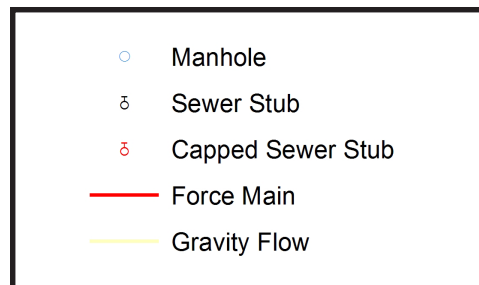 Manhole
Sewer Stub
Capped Sewer Stub
Force Main
Gravity Flow